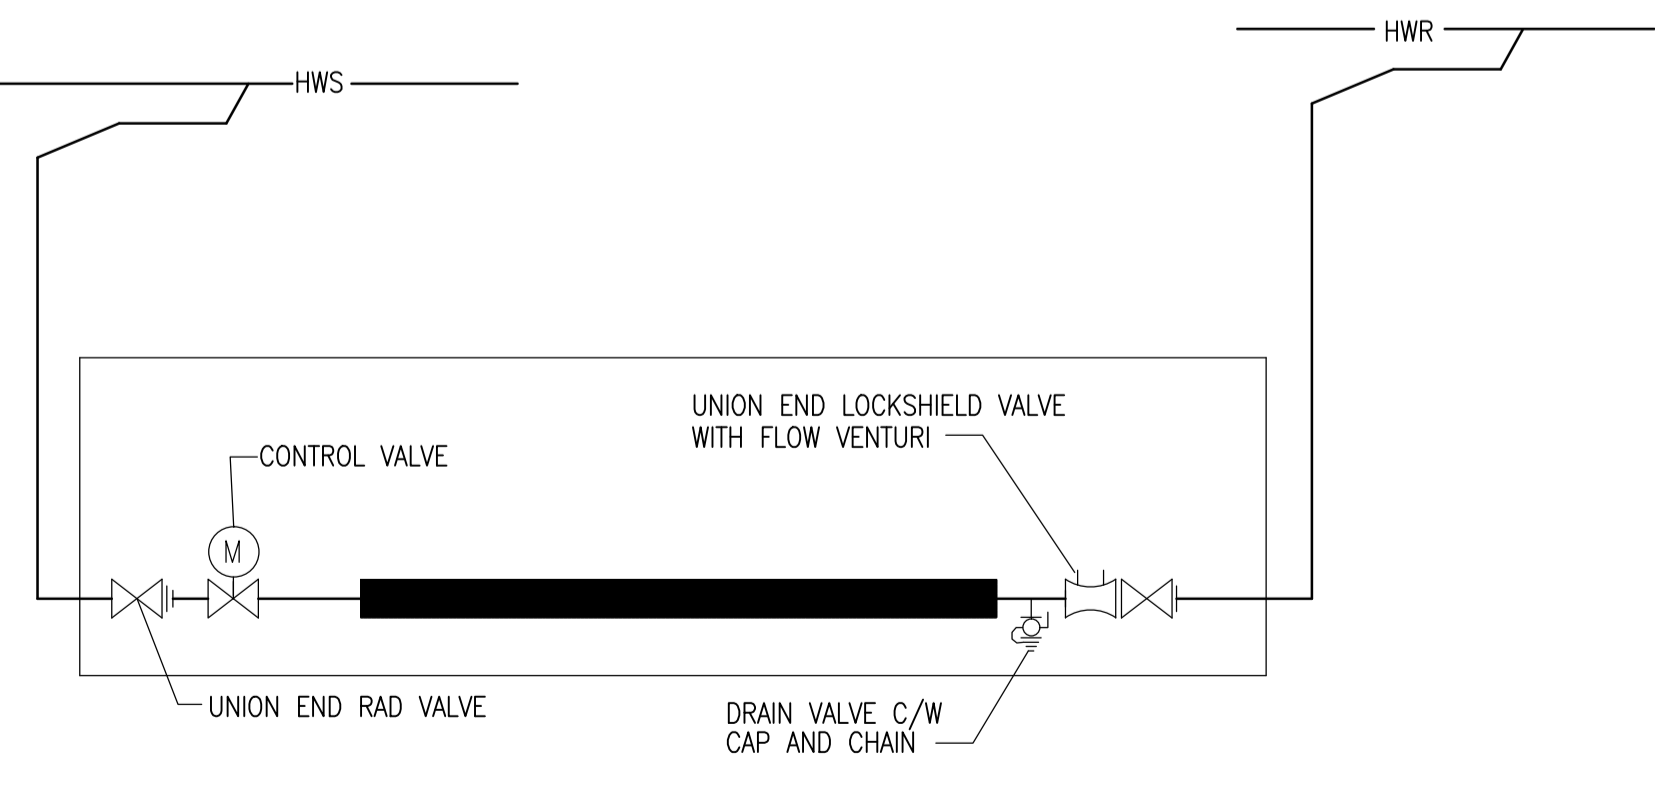 HWR
HWS
UNION END LOCKSHIELD VALVE
WITH FLOW VENTURI
CONTROL VALVE
M
UNION END RAD VALVE
DRAIN VALVE C/W
CAP AND CHAIN